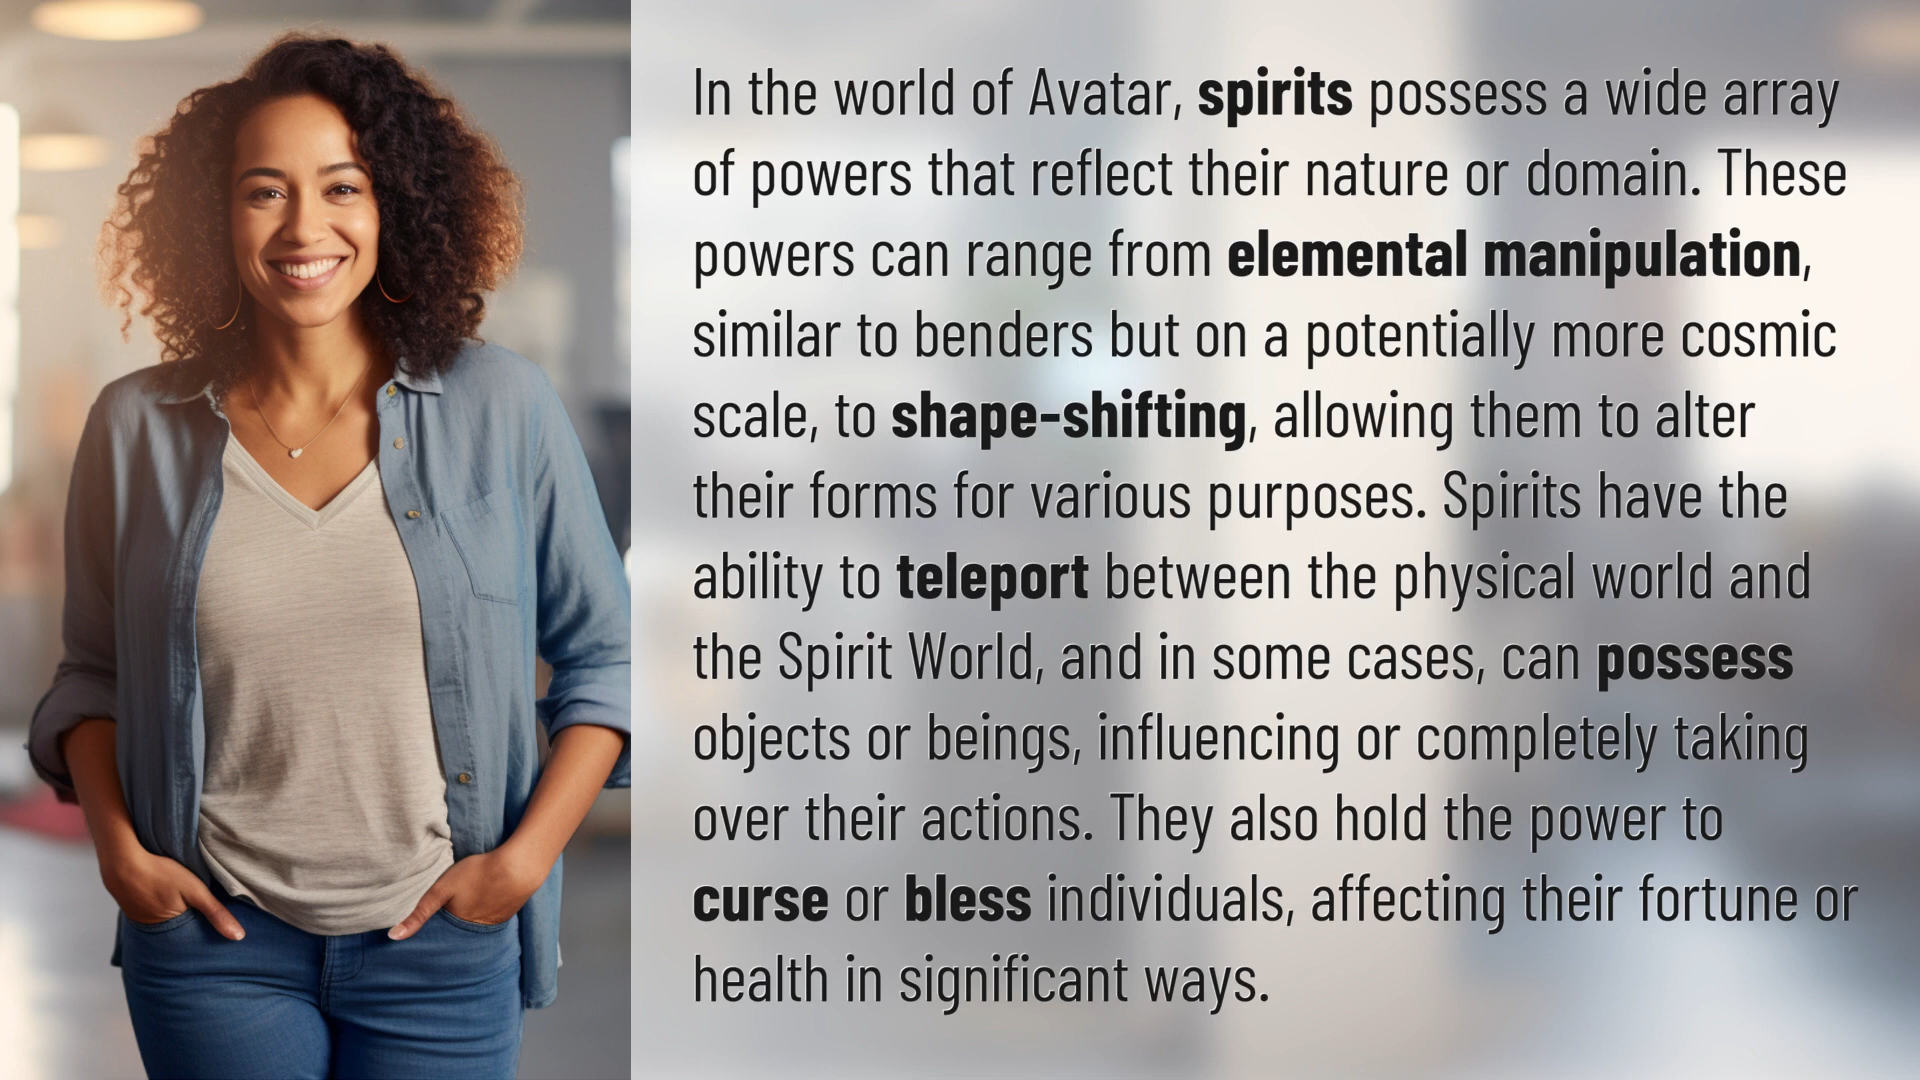 In the world of Avatar, spirits possess a wide array
of powers that reflect their nature or domain. These
powers can range from elemental manipulation,
similar to benders but on a potentially more cosmic
scale, to shape-shifting, allowing them to alter
their forms for various purposes. Spirits have the
ability to teleport between the physical world and
the Spirit World, and in some cases, can possess
objects or beings, influencing or completely taking
over their actions. They also hold the power to
curse or bless individuals, affecting their fortune or
health in significant ways.